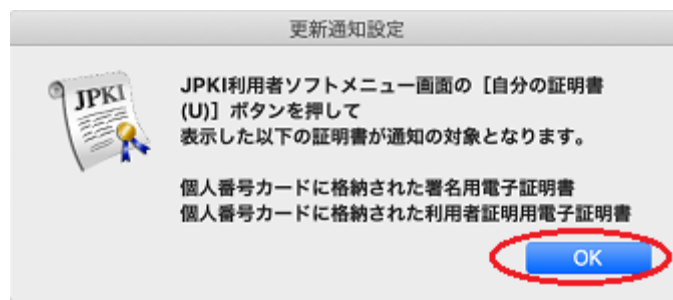 更新通知設定
JPKI
JPKI利用者ソフトメニュー画面の［自分の証明書
(U)］ボタンを押して
表示した以下の証明書が通知の対象となります。
個人番号カードに格納された署名用電子証明書
個人番号カードに格納された利用者証明用電子証明書
OK